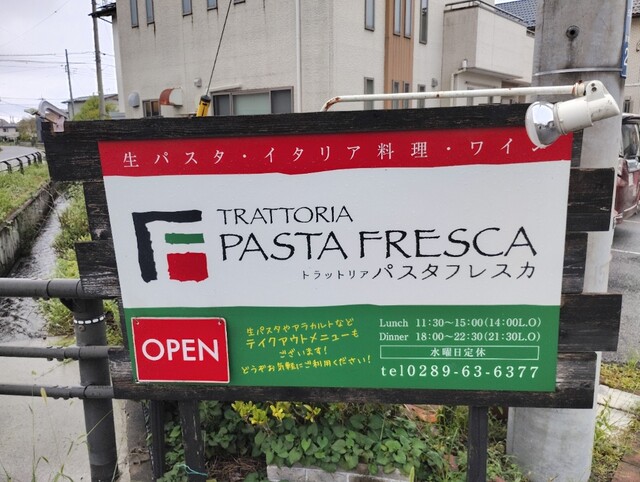 生パスタ・イタリア料理・ワイン
TRATTORIA
PASTA FRESCA
トラットリア パスタフレスカ
OPEN
生パスタやアラカルトなど
テイクアウトメニューも
ございます!
どうぞお気軽にご利用ください!
Lunch 11:30〜15:00(14:00L.O)
Dinner 18:00〜22:30(21:30L.O)
水曜日定休
tel0289-63-6377